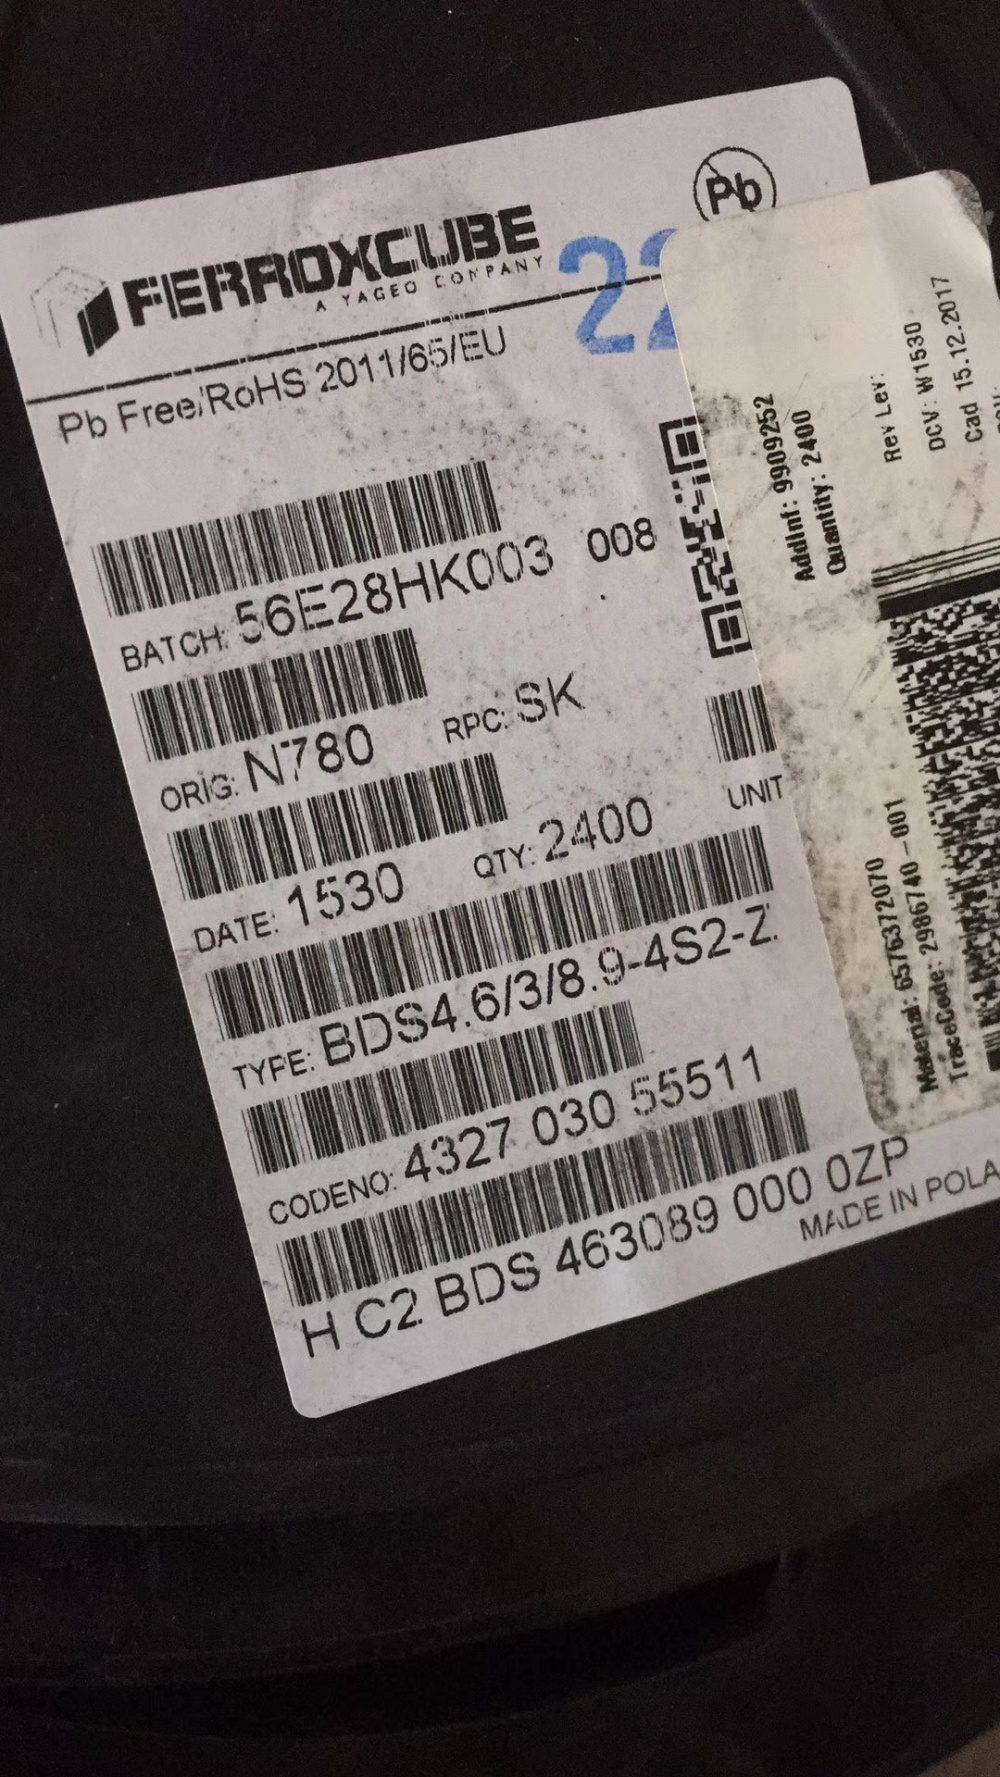 Pb
FERROXCUBE
A YAGEO COMPANY
22
Pb Free/RoHS 2011/65/EU
BATCH: 56E28HK003 008
ORIG: N780 RPC: SK
DATE: 1530 QTY: 2400 UNIT
TYPE: BDS4.6/3/8.9-4S2-Z
CODENO: 4327 030 55511
H C2 BDS 463089 000 0ZP
MADE IN POLA
AddInf: 9909252
Quantity: 2400
Rev Lev:
DCV: W1530
Cad 15.12.2017
Material: 6576372070
TraceCode: 2986740-001